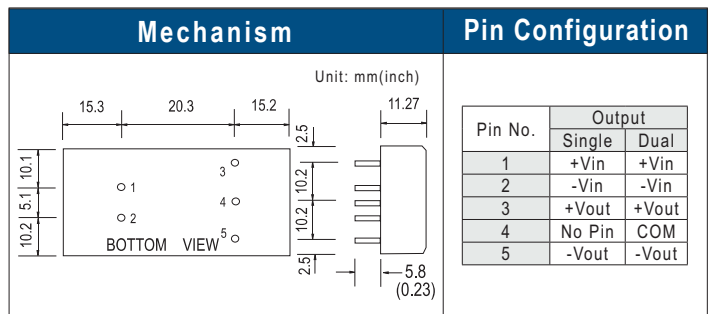 Mechanism
Pin Configuration
Unit: mm(inch)
15.3 20.3 15.2
11.27
10.1
5.1
10.2
1
2
3
4
5
BOTTOM VIEW
2.5
10.2
10.2
2.5
5.8
(0.23)
Pin No. Output
Single Dual
1 +Vin +Vin
2 -Vin -Vin
3 +Vout +Vout
4 No Pin COM
5 -Vout -Vout